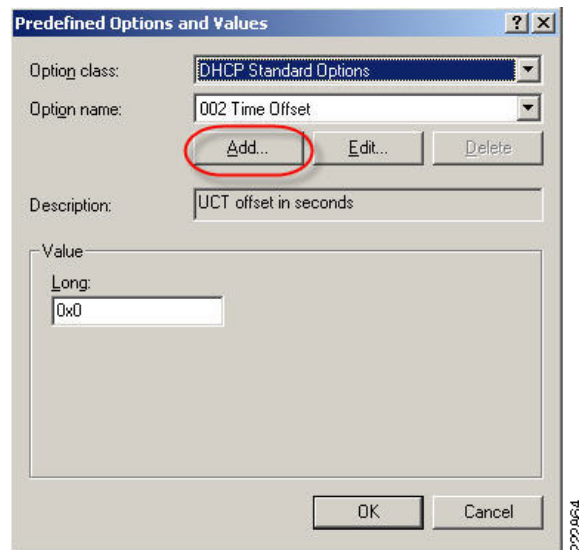 Predefined Options and Values
Option class:
DHCP Standard Options
Option name:
002 Time Offset
Add...
Edit...
Delete
Description:
UCT offset in seconds
Value
Long:
0x0
OK
Cancel
222864